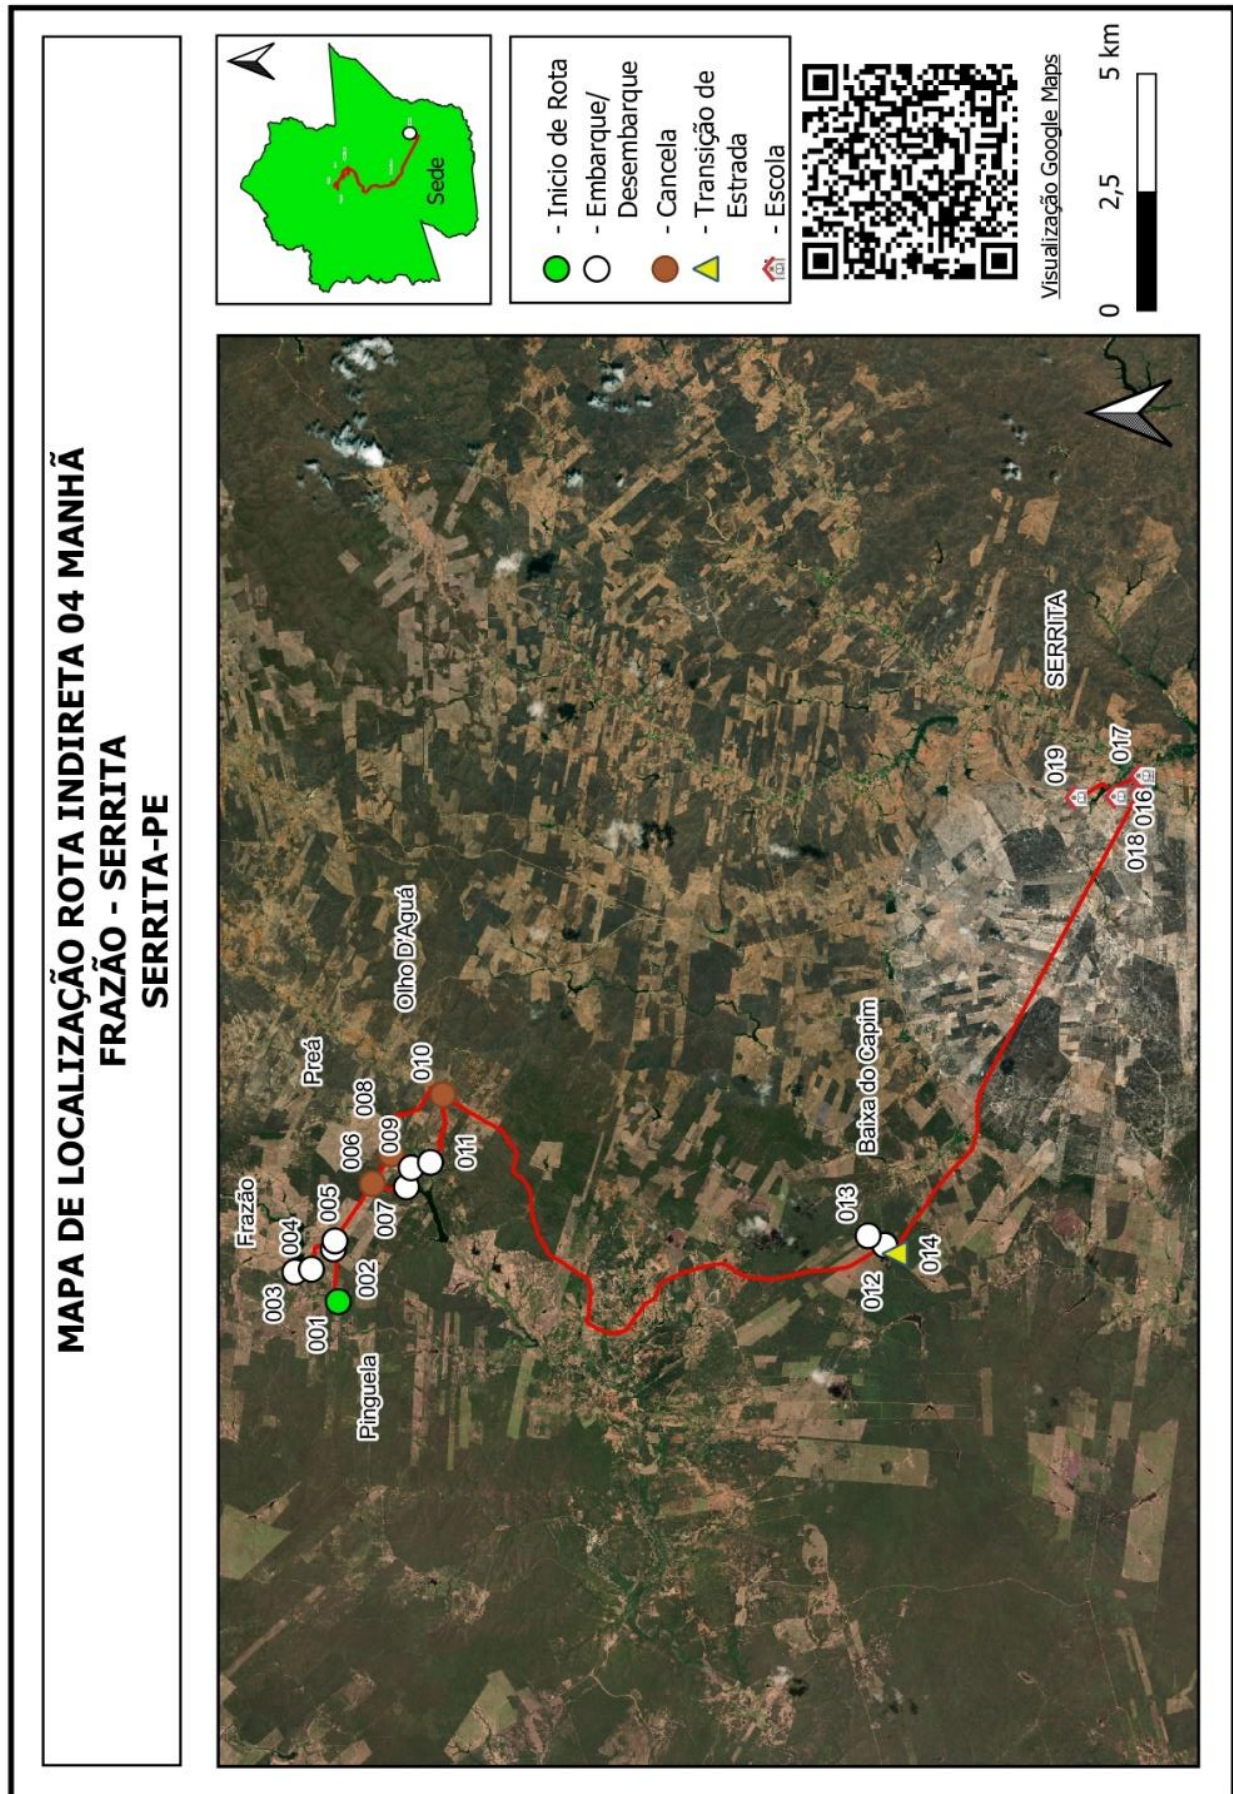 MAPA DE LOCALIZAÇÃO ROTA INDIRETA 04 MANHÃ
FRAZÃO - SERRITA
SERRITA-PE
Sede
- Inicio de Rota
- Embarque/
Desembarque
- Cancela
- Transição de
Estrada
- Escola
Visualização Google Maps
0 2,5 5 km
Frazão
003
004
001
002
005
Pinguela
Preá
006
008
007
009
010
Olho D'Aguá
011
Baixa do Capim
013
012
014
SERRITA
019
017
016
018